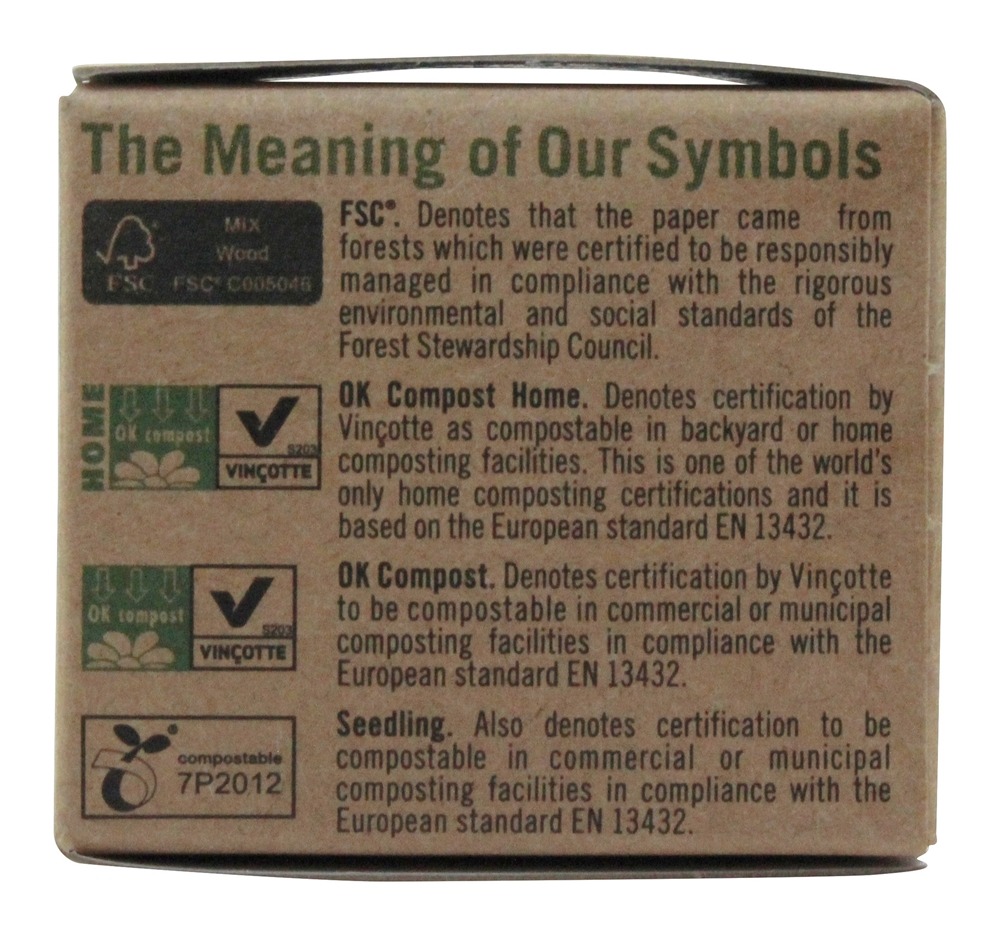 The Meaning of Our Symbols
MIX
Wood
FSC
FSC® C005046
FSC®. Denotes that the paper came from
forests which were certified to be responsibly
managed in compliance with the rigorous
environmental and social standards of the
Forest Stewardship Council.
HOME
OK compost
S203
VINÇOTTE
OK Compost Home. Denotes certification by
Vinçotte as compostable in backyard or home
composting facilities. This is one of the world's
only home composting certifications and it is
based on the European standard EN 13432.
OK compost
S203
VINÇOTTE
OK Compost. Denotes certification by Vinçotte
to be compostable in commercial or municipal
composting facilities in compliance with the
European standard EN 13432.
compostable
7P2012
Seedling. Also denotes certification to be
compostable in commercial or municipal
composting facilities in compliance with the
European standard EN 13432.